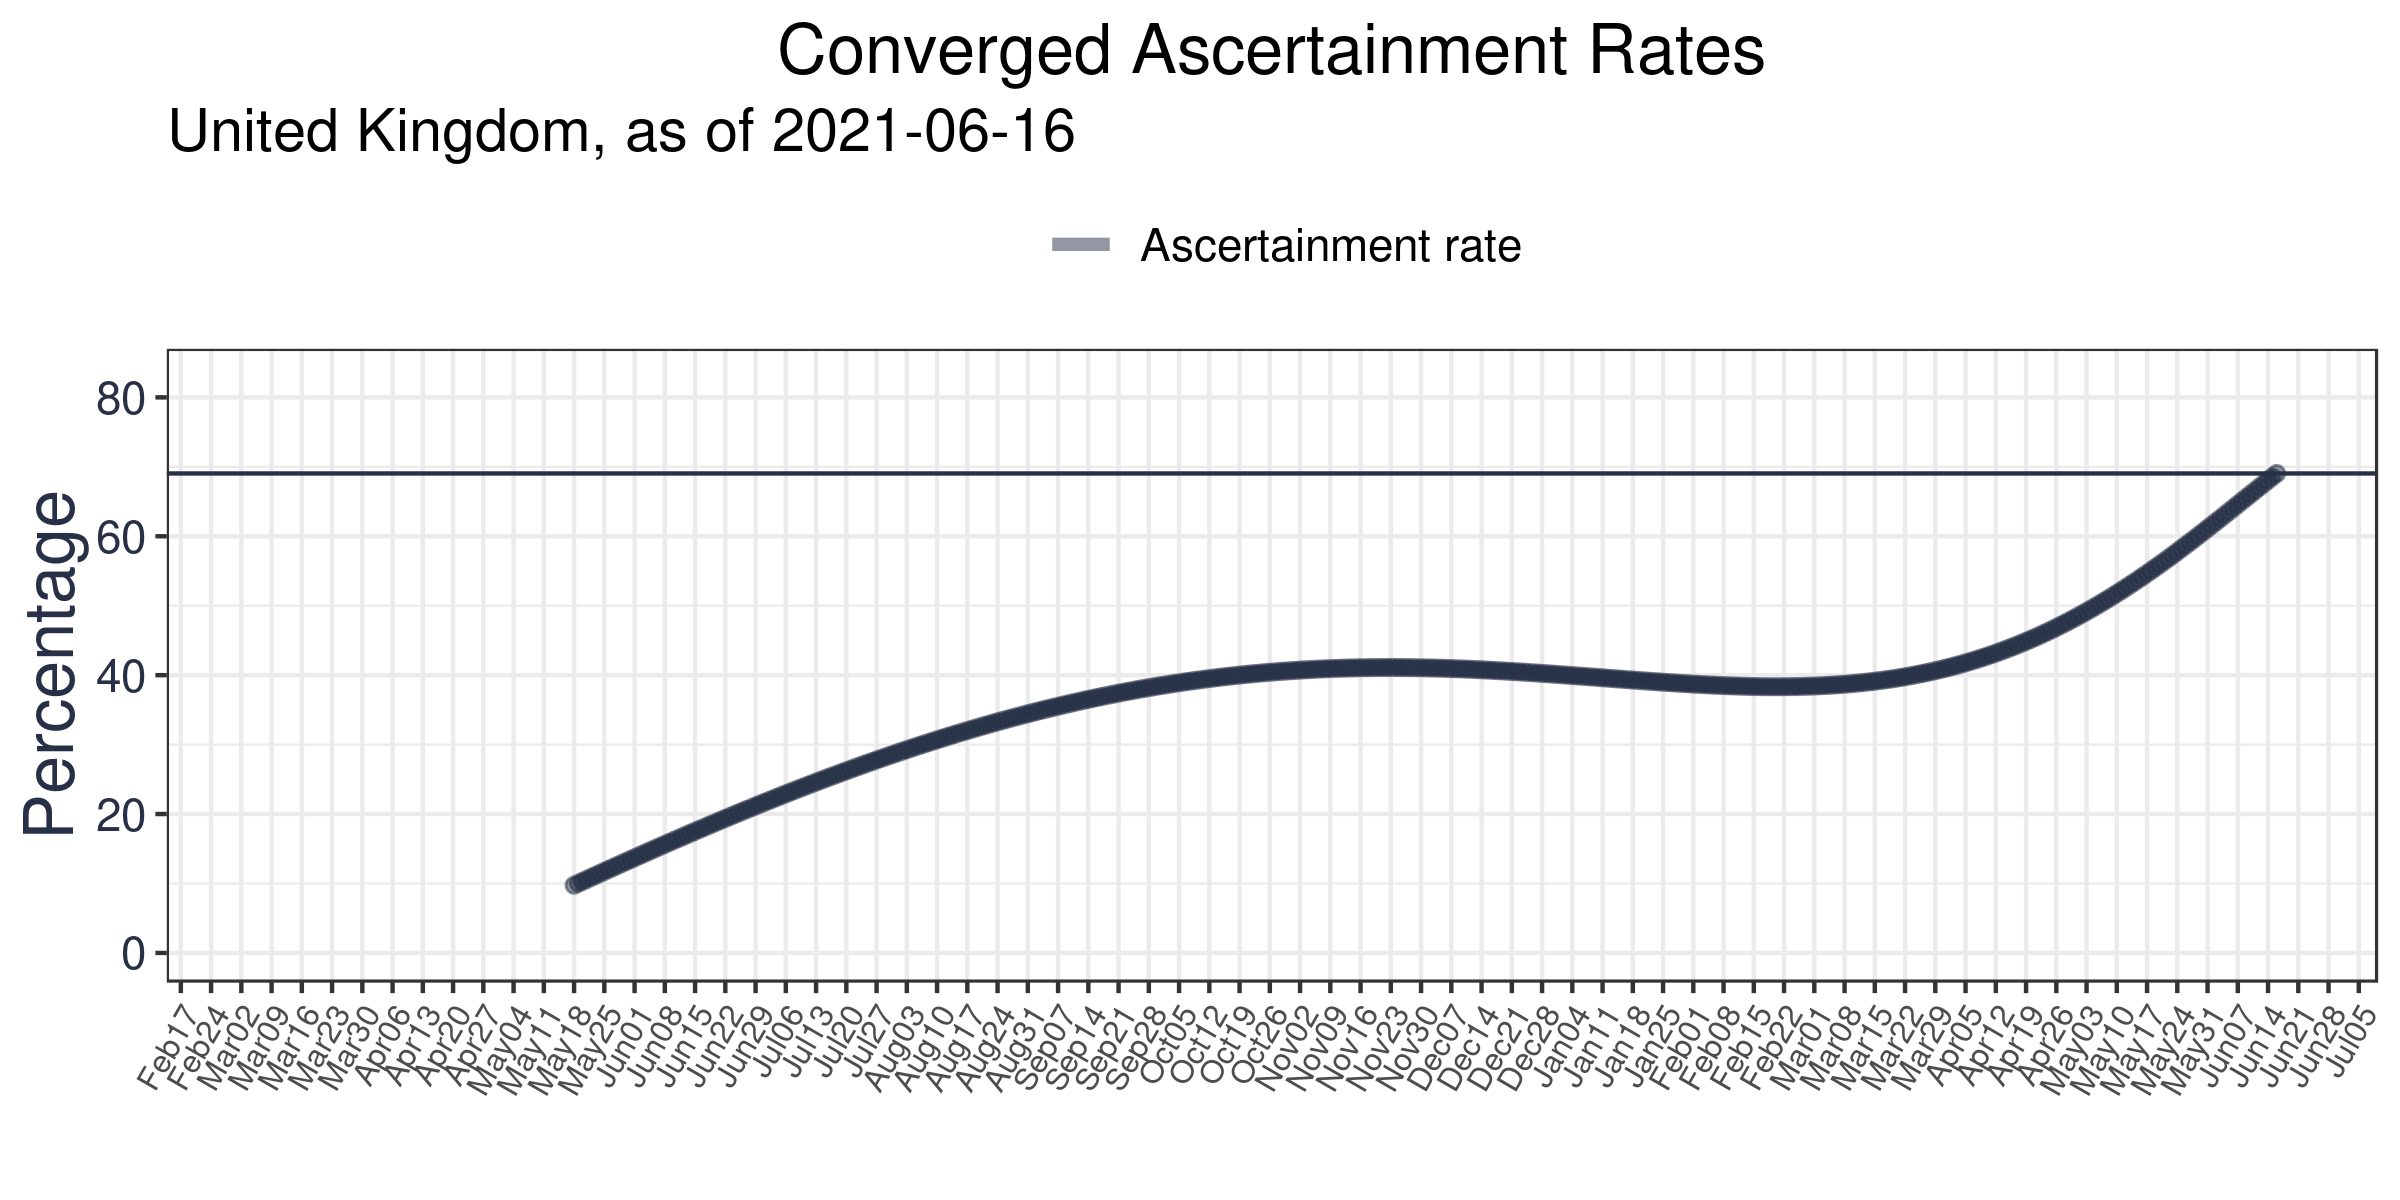 Converged Ascertainment Rates
United Kingdom, as of 2021-06-16
Ascertainment rate
Percentage
80
60
40
20
0
Feb17
Feb24
Mar02
Mar09
Mar16
Mar23
Mar30
Apr06
Apr13
Apr20
Apr27
May04
May11
May18
May25
Jun01
Jun08
Jun15
Jun22
Jun29
Jul06
Jul13
Jul20
Jul27
Aug03
Aug10
Aug17
Aug24
Aug31
Sep07
Sep14
Sep21
Sep28
Oct05
Oct12
Oct19
Oct26
Nov02
Nov09
Nov16
Nov23
Nov30
Dec07
Dec14
Dec21
Dec28
Jan04
Jan11
Jan18
Jan25
Feb01
Feb08
Feb15
Feb22
Mar01
Mar08
Mar15
Mar22
Mar29
Apr05
Apr12
Apr19
Apr26
May03
May10
May17
May24
May31
Jun07
Jun14
Jun21
Jun28
Jul05